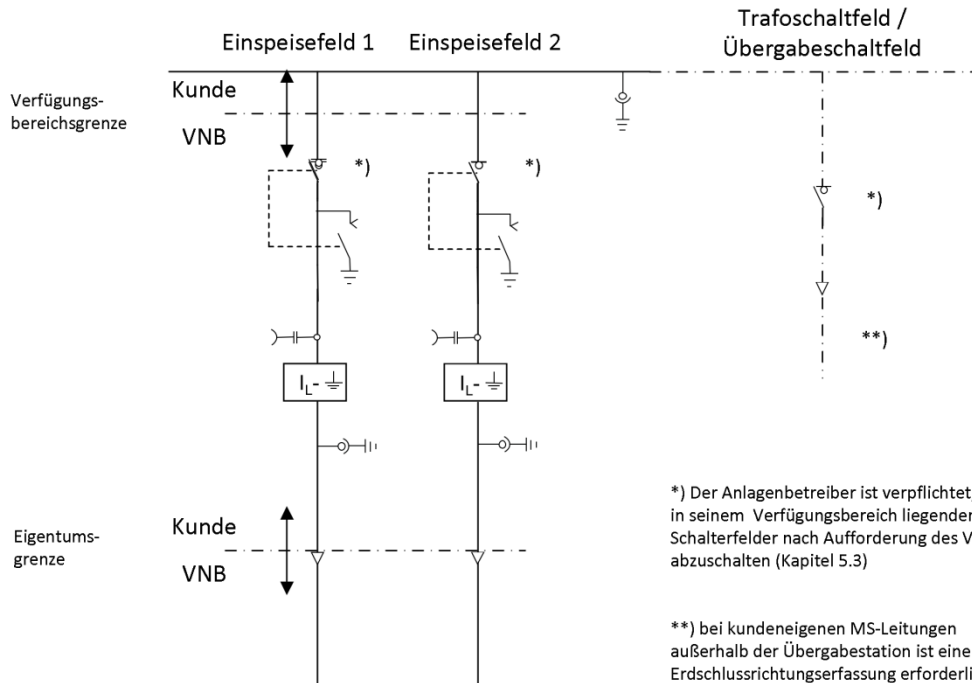 Einspeisefeld 1
Einspeisefeld 2
Trafoschaltfeld /
Übergabeschaltfeld
Verfügungs-
bereichsgrenze
Kunde
VNB
*)
*)
*)
**)
I_L-
I_L-
Eigentums-
grenze
Kunde
VNB
*) Der Anlagenbetreiber ist verpflichtet,
in seinem Verfügungsbereich liegenden
Schalterfelder nach Aufforderung des
abzuschalten (Kapitel 5.3)
**) bei kundeneigenen MS-Leitungen
außerhalb der Übergabestation ist eine
Erdschlussrichtungserfassung